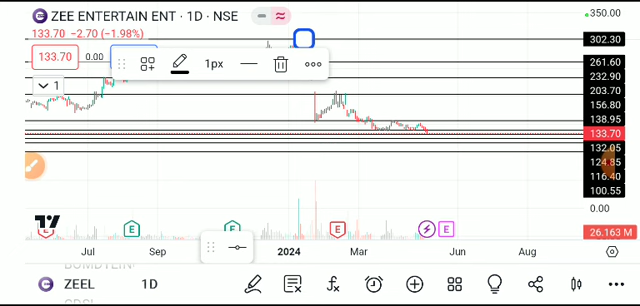 ZEE ENTERTAIN ENT · 1D · NSE
133.70 −2.70 (−1.98%)
133.70
0.00
1
1px
350.00
302.30
261.60
232.90
203.70
156.80
138.95
133.70
132.05
124.85
116.40
100.55
0.00
26.163 M
E
E
E
E
E
Jul
Sep
2024
Mar
Jun
Aug
ZEEL
1D